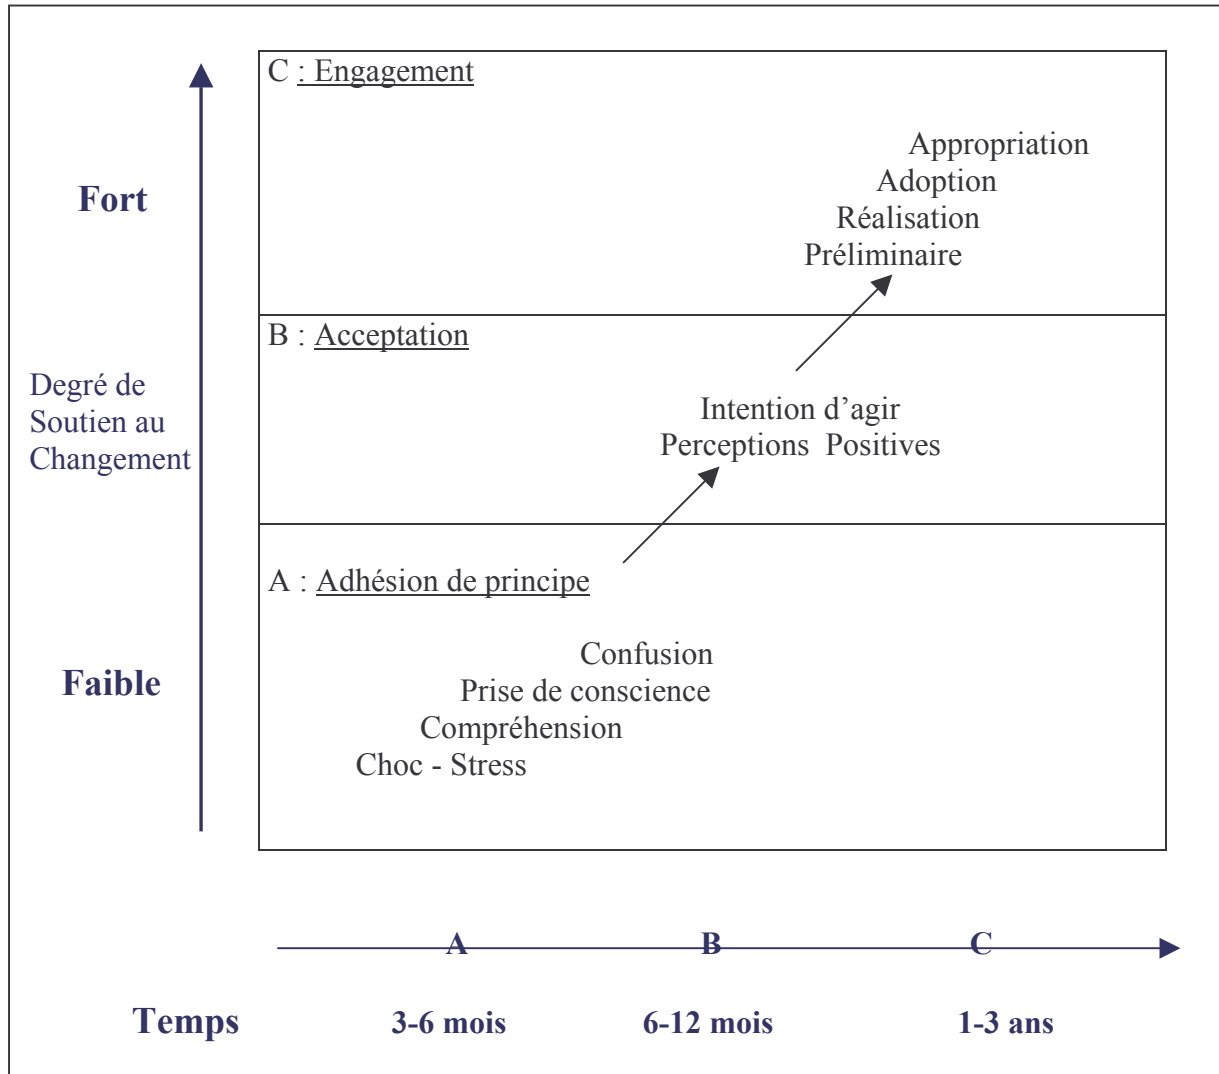 C : Engagement
Appropriation
Adoption
Fort
Réalisation
Préliminaire
B : Acceptation
Degré de
Soutien au
Changement
Intention d’agir
Perceptions Positives
A : Adhésion de principe
Confusion
Faible
Prise de conscience
Compréhension
Choc - Stress
A B C
Temps 3-6 mois 6-12 mois 1-3 ans